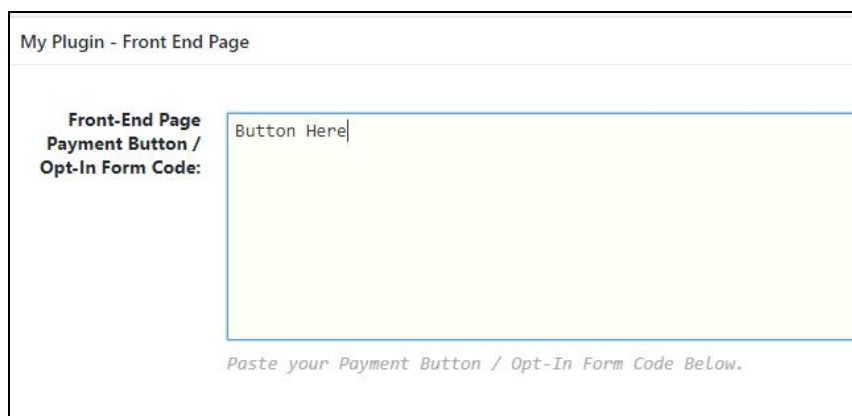 My Plugin - Front End Page
Front-End Page
Payment Button /
Opt-In Form Code:
Button Here
Paste your Payment Button / Opt-In Form Code Below.